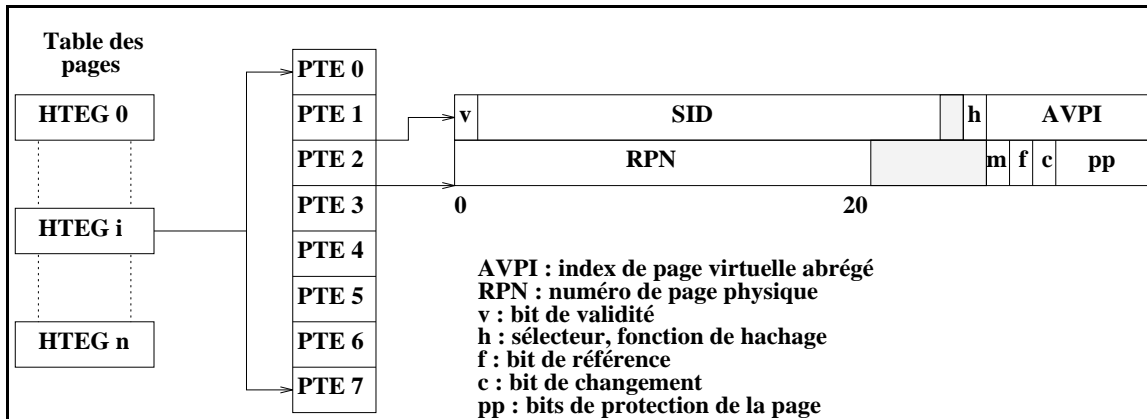 Table des
pages
HTEG 0
HTEG i
HTEG n
PTE 0
PTE 1
PTE 2
PTE 3
PTE 4
PTE 5
PTE 6
PTE 7
v SID h AVPI
RPN m f c pp
0 20
AVPI : index de page virtuelle abrégé
RPN : numéro de page physique
v : bit de validité
h : sélecteur, fonction de hachage
f : bit de référence
c : bit de changement
pp : bits de protection de la page